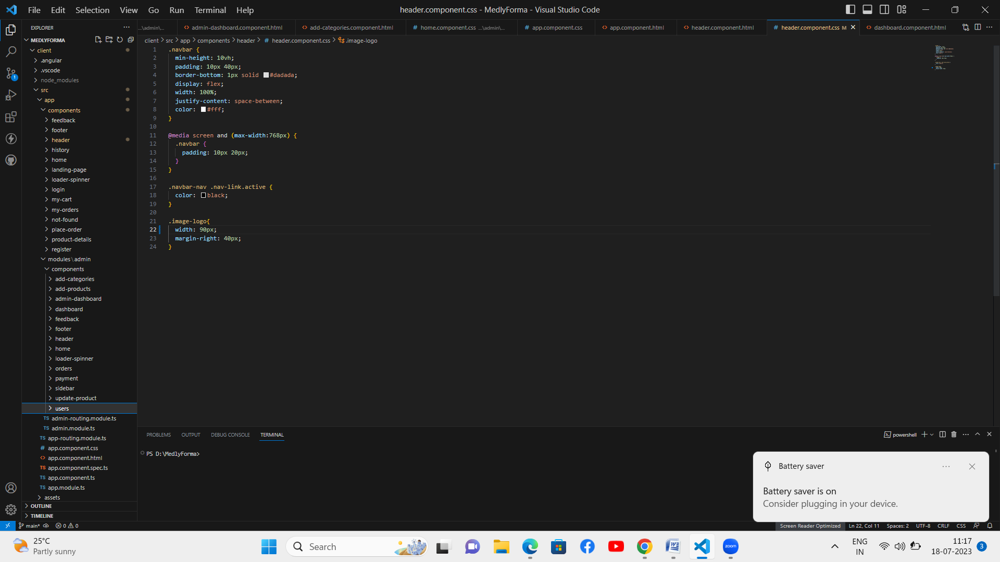 File Edit Selection View Go Run Terminal Help
header.component.css - MedlyForma - Visual Studio Code
EXPLORER
...\admin\...
admin-dashboard.component.html
add-categories.component.html
home.component.css ...\admin\...
app.component.css
app.component.html
header.component.html
header.component.css M
dashboard.component.html
client > src > app > components > header > # header.component.css > .image-logo
MEDLYFORMA
client
.angular
.vscode
node_modules
src
app
components
feedback
footer
header
history
home
landing-page
loader-spinner
login
my-cart
my-orders
not-found
place-order
product-details
register
modules\admin
components
add-categories
add-products
admin-dashboard
dashboard
feedback
footer
header
home
loader-spinner
orders
payment
sidebar
update-product
users
TS admin-routing.module.ts
TS admin.module.ts
TS app-routing.module.ts
# app.component.css
<> app.component.html
TS app.component.spec.ts
TS app.component.ts
TS app.module.ts
assets
OUTLINE
TIMELINE
1 .navbar {
2 min-height: 10vh;
3 padding: 10px 40px;
4 border-bottom: 1px solid #dadada;
5 display: flex;
6 width: 100%;
7 justify-content: space-between;
8 color: #fff;
9 }
10
11 @media screen and (max-width:768px) {
12 .navbar {
13 padding: 10px 20px;
14 }
15 }
16
17 .navbar-nav .nav-link.active {
18 color: black;
19 }
20
21 .image-logo{
22 width: 90px;
23 margin-right: 40px;
24 }
PROBLEMS OUTPUT DEBUG CONSOLE TERMINAL
powershell
PS D:\MedlyForma>
Battery saver
Battery saver is on
Consider plugging in your device.
1
main* 0 0
Screen Reader Optimized Ln 22, Col 11 Spaces: 2 UTF-8 CRLF CSS
25°C
Partly sunny
Search
zoom
ENG
IN
11:17
18-07-2023
3